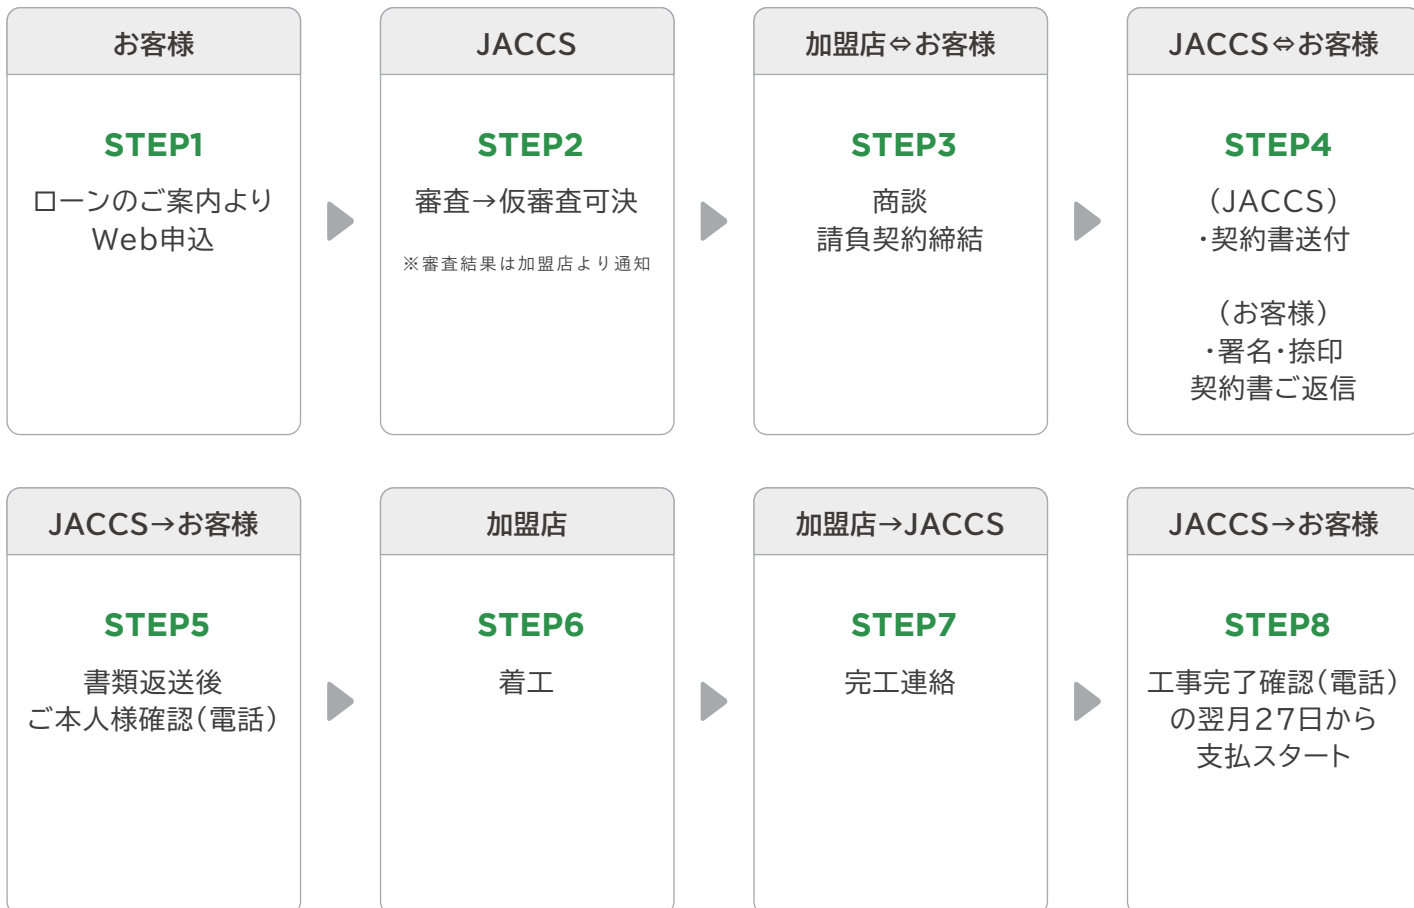 お客様
STEP1
ローンのご案内より
Web申込
JACCS
STEP2
審査→仮審査可決
※審査結果は加盟店より通知
加盟店⇔お客様
STEP3
商談
請負契約締結
JACCS⇔お客様
STEP4
（JACCS）
・契約書送付
（お客様）
・署名・捺印
契約書ご返信
JACCS→お客様
STEP5
書類返送後
ご本人様確認（電話）
加盟店
STEP6
着工
加盟店→JACCS
STEP7
完工連絡
JACCS→お客様
STEP8
工事完了確認（電話）
の翌月27日から
支払スタート